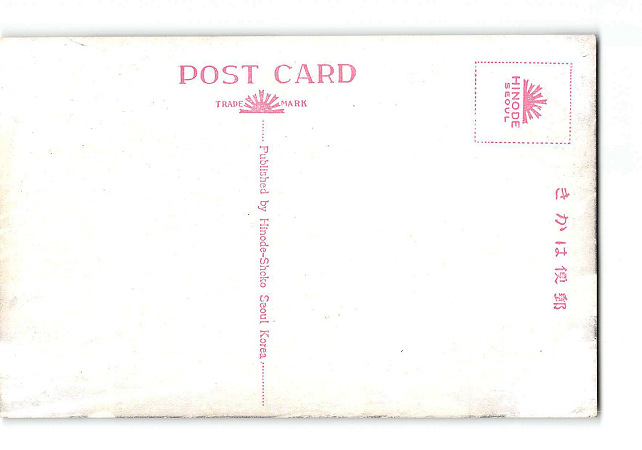 POST CARD
TRADE MARK
Published by Hinode-Shoko Seoul Korea.
HINODE
SEOUL
きかは便郵